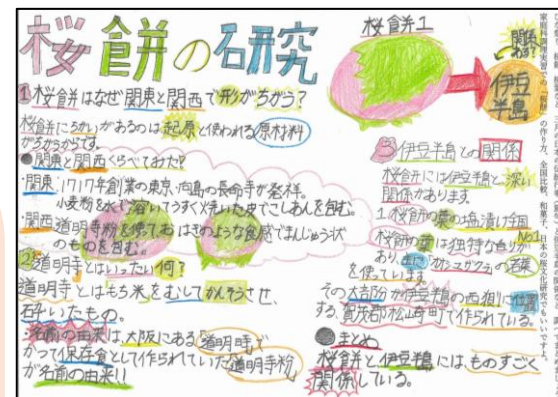 桜餅の研究
1 桜餅はなぜ関東と関西で形がちがう?
桜餅にちがいがあるのは起原と使われる原材料
がちがうからです。
●関東と関西くらべてみた!!
・関東 1717年創業の東京・向島の長命寺が発祥。
小麦粉を水で溶いてうすく焼いた皮でこしあんを包む。
・関西 道明寺粉を使ておはぎのような食感でまんじゅう状
のものを包む。
2 道明寺とはいったい何?
道明寺とはもち米をむしてかんそうさせ、
石干いたもの。
・名前の由来は、大阪にある「道明寺」で
かつて保存食として作られていた道明寺粉
が名前の由来!!
桜餅1
関係
ある?
伊豆
半島
3 伊豆半島との関係
桜餅には伊豆半島と深い
関係があります。
1 桜餅の葉の塩漬け全国
No.1
桜餅の葉は独特な香りが
あり、主にオオシマザクラの若葉
を使っています。
その大部分が伊豆半島の西側に位置
する、賀茂郡松崎町で作られている。
●まとめ
桜餅と伊豆半島には、ものすごく
関係している。